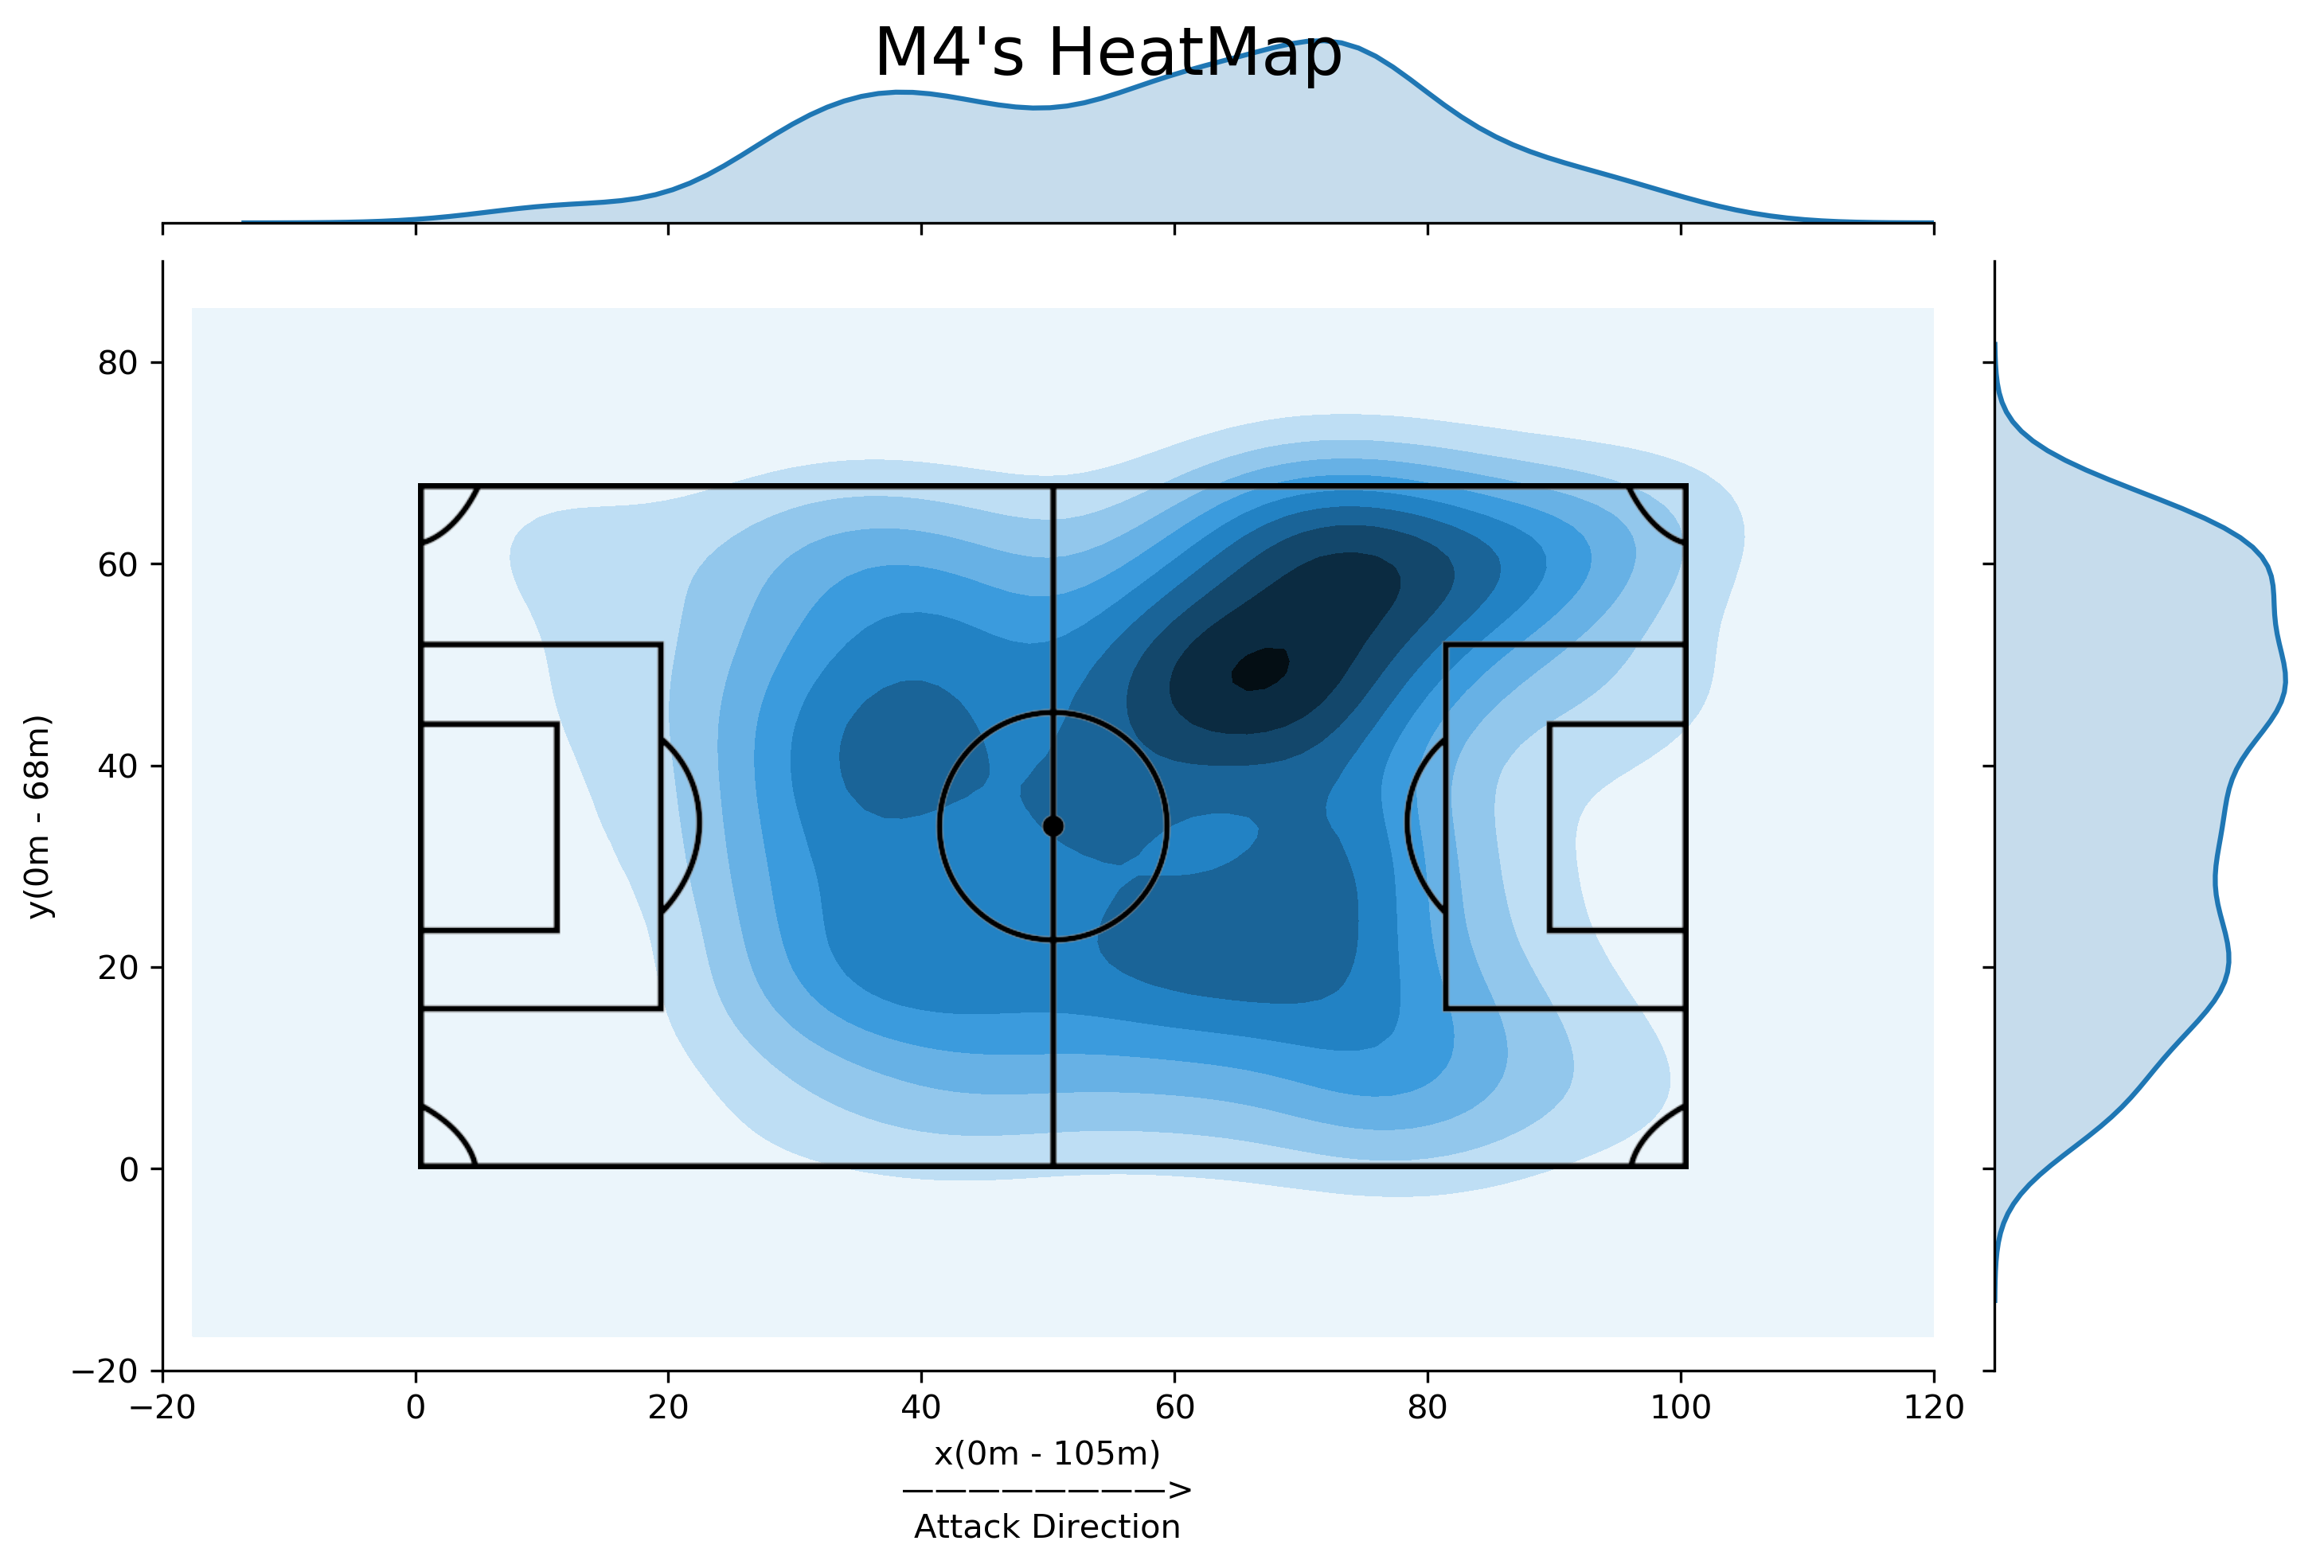 M4's HeatMap
80
60
40
20
0
−20
y(0m - 68m)
−20 0 20 40 60 80 100 120
x(0m - 105m)
————————>
Attack Direction